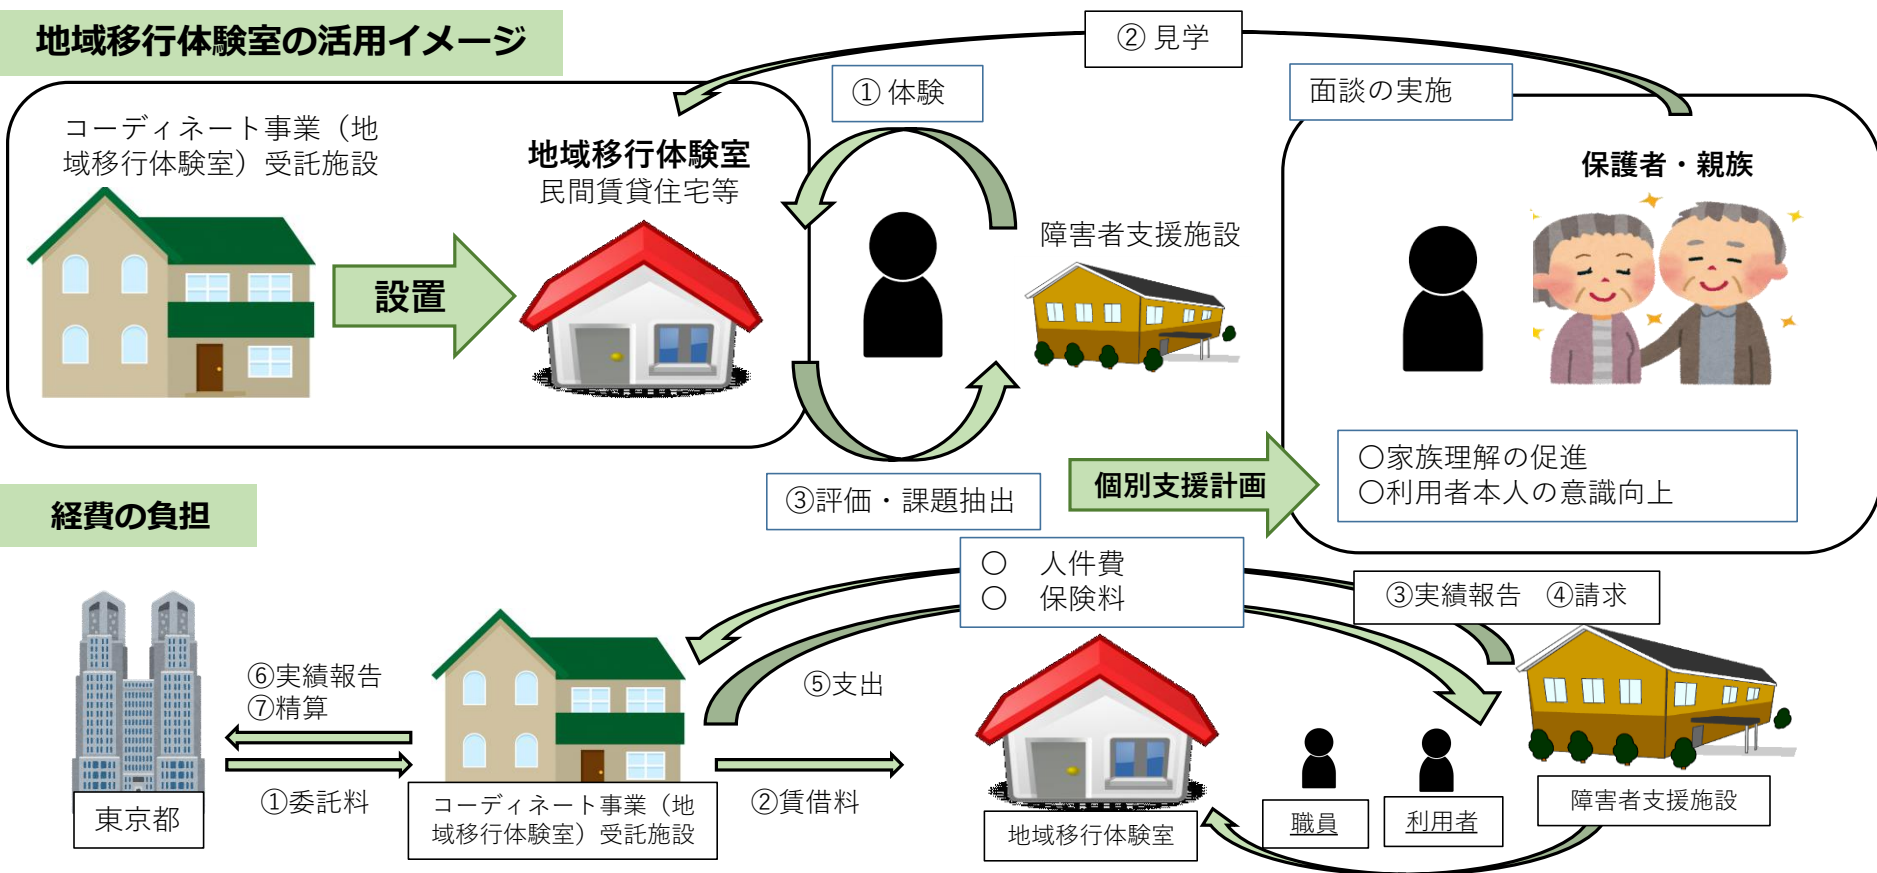 地域移行体験室の活用イメージ
② 見学
① 体験
面談の実施
コーディネート事業（地
域移行体験室）受託施設
地域移行体験室
民間賃貸住宅等
保護者・親族
障害者支援施設
設置
〇家族理解の促進
〇利用者本人の意識向上
個別支援計画
③評価・課題抽出
経費の負担
〇　人件費
〇　保険料
③実績報告　④請求
⑥実績報告
⑦精算
⑤支出
①委託料
②賃借料
東京都
コーディネート事業（地
域移行体験室）受託施設
地域移行体験室
職員
利用者
障害者支援施設